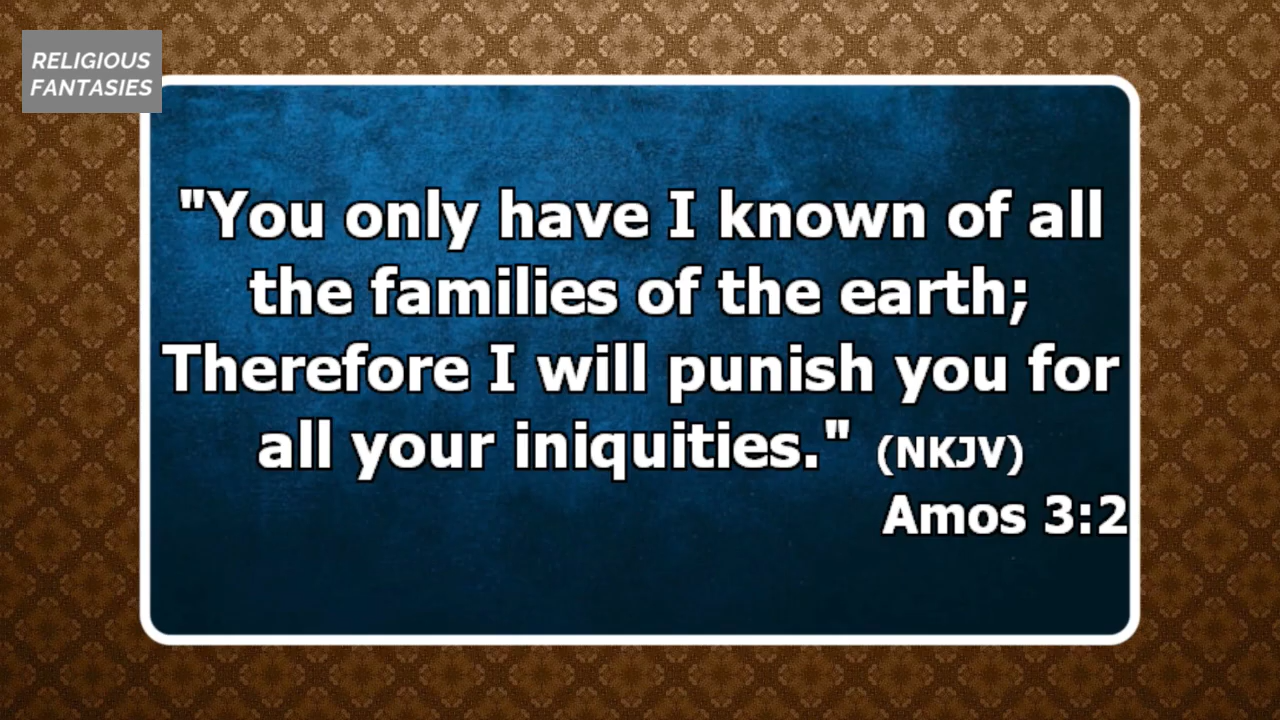 RELIGIOUS
FANTASIES
"You only have I known of all
the families of the earth;
Therefore I will punish you for
all your iniquities." (NKJV)
Amos 3:2